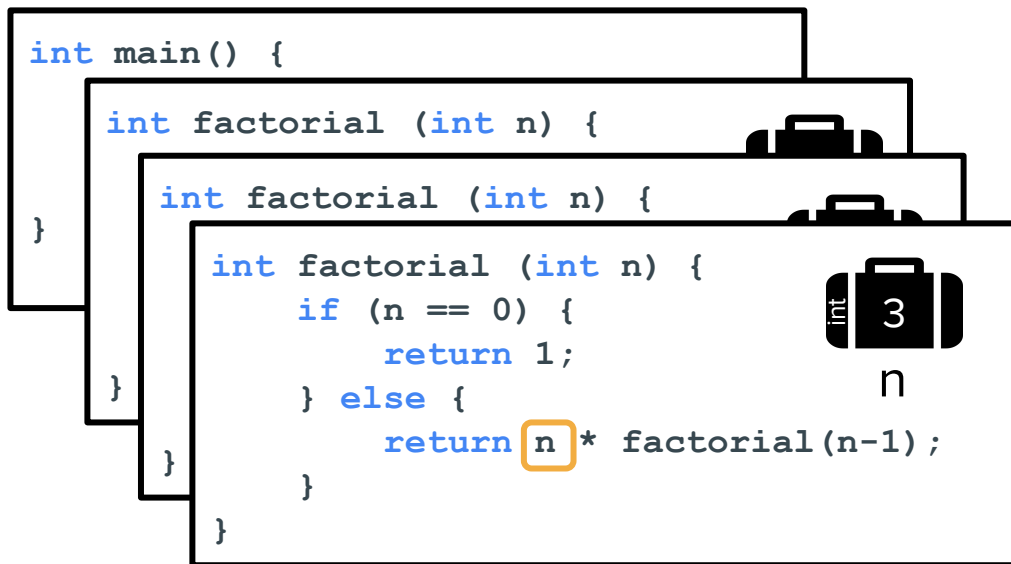 int main() {
}
int factorial (int n) {
}
int factorial (int n) {
}
int factorial (int n) {
if (n == 0) {
return 1;
} else {
return n * factorial(n-1);
}
}
int 3
n